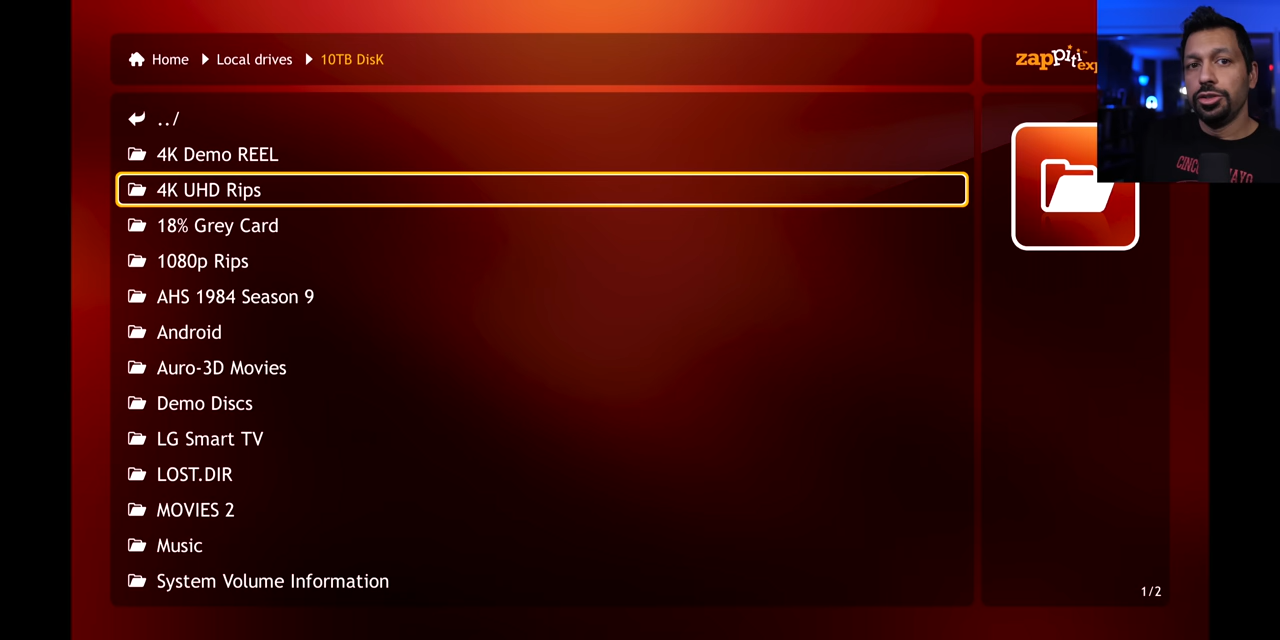 Home Local drives 10TB DisK
zappiti exp
../
4K Demo REEL
4K UHD Rips
18% Grey Card
1080p Rips
AHS 1984 Season 9
Android
Auro-3D Movies
Demo Discs
LG Smart TV
LOST.DIR
MOVIES 2
Music
System Volume Information
1/2